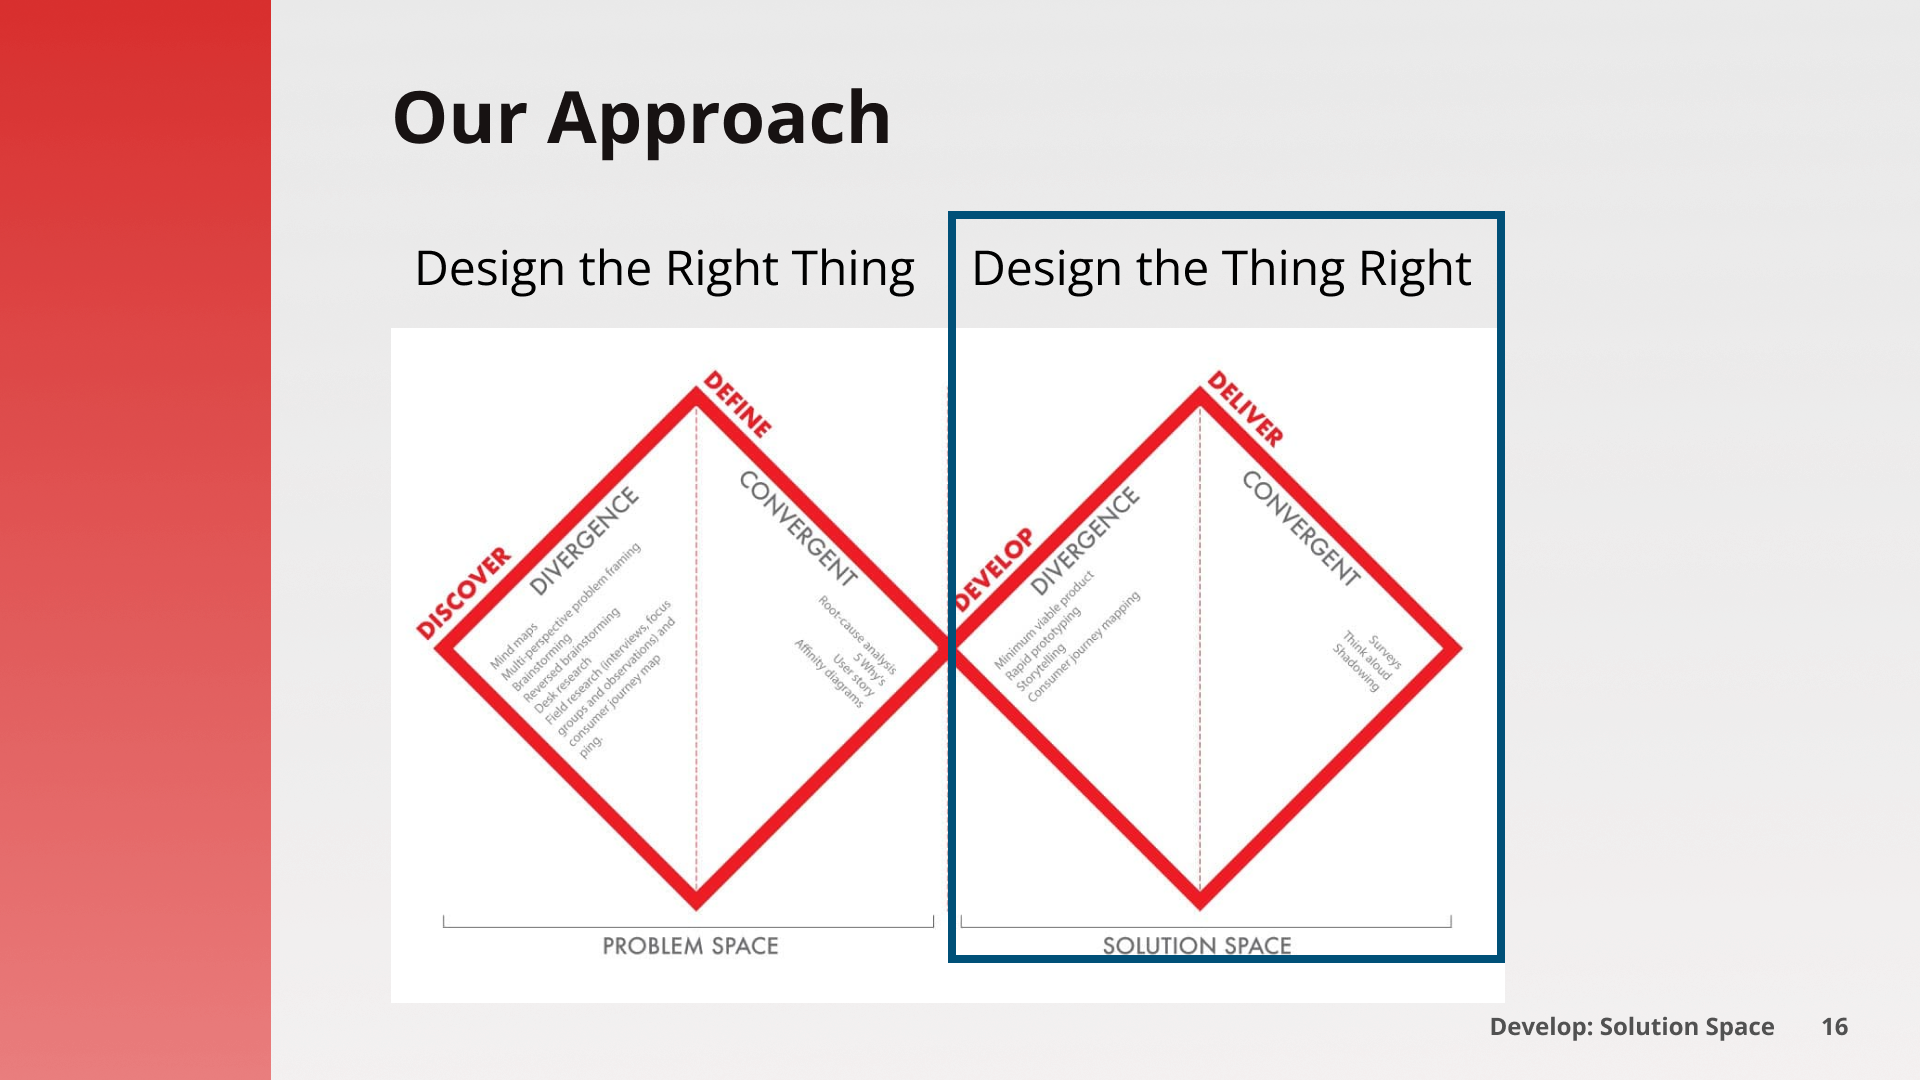 Our Approach
Design the Right Thing
Design the Thing Right
DISCOVER
DEFINE
DIVERGENCE
CONVERGENT
Mind maps
Multi-perspective problem framing
Brainstorming
Reversed brainstorming
Desk research
Field research (interviews, focus
groups and observations) and
consumer journey map
ping.
Root-cause analysis
5 Why's
User story
Affinity diagrams
DEVELOP
DELIVER
DIVERGENCE
CONVERGENT
Minimum viable product
Rapid prototyping
Storytelling
Consumer journey mapping
Surveys
Think aloud
Shadowing
PROBLEM SPACE
SOLUTION SPACE
Develop: Solution Space 16